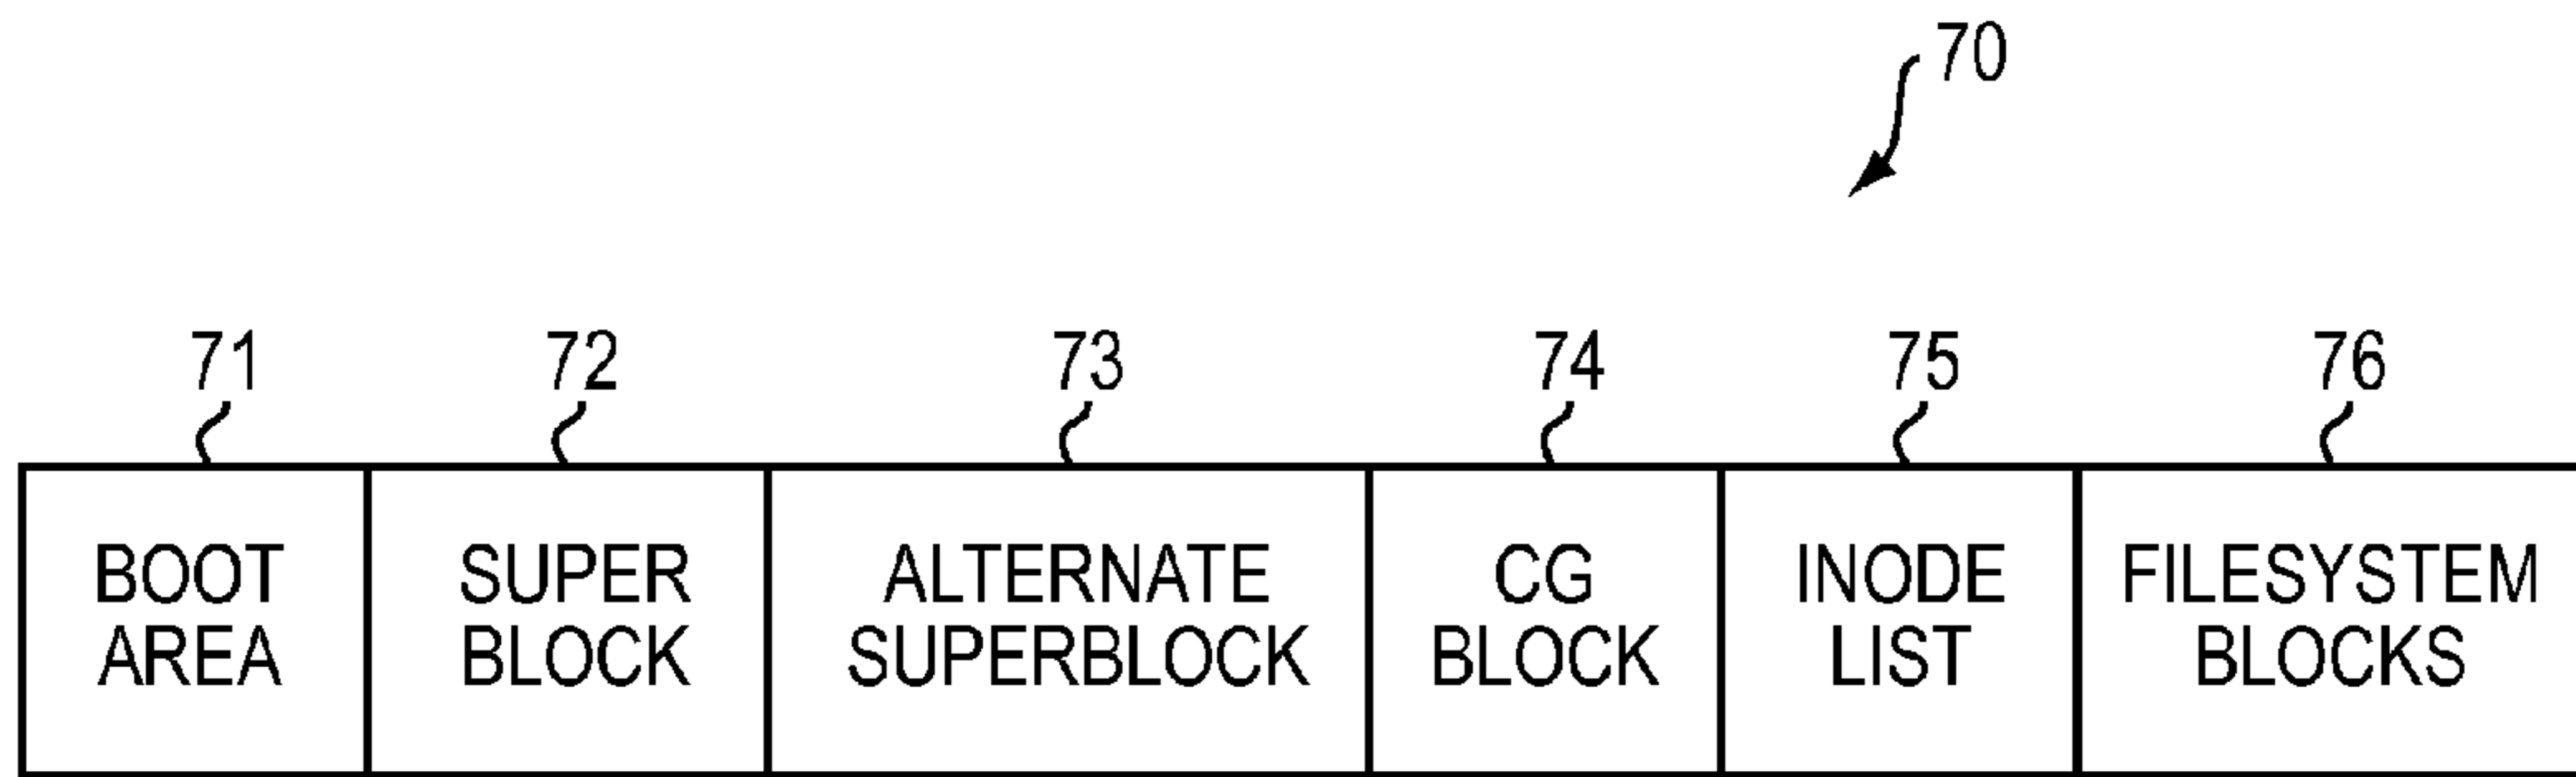 70
71 72 73 74 75 76
BOOT AREA
SUPER BLOCK
ALTERNATE SUPERBLOCK
CG BLOCK
INODE LIST
FILESYSTEM BLOCKS